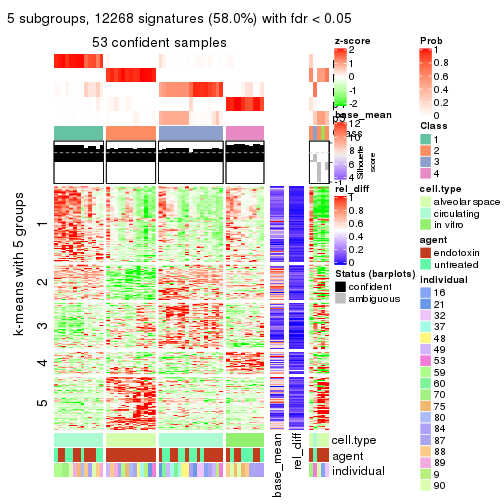 5 subgroups, 12268 signatures (58.0%) with fdr < 0.05
53 confident samples
k-means with 5 groups
1
2
3
4
5
base_mean
rel_diff
cell.type
agent
individual
z-score
2
1
0
-1
-2
base_mean
12
10
8
6
4
rel_diff
1
0.8
0.6
0.4
0.2
0
Status (barplots)
confident
ambiguous
Silhouette
score
Prob
1
0.8
0.6
0.4
0.2
0
Class
1
2
3
4
cell.type
alveolar space
circulating
in vitro
agent
endotoxin
untreated
individual
16
21
32
37
48
49
53
59
60
70
75
80
84
87
88
89
9
90